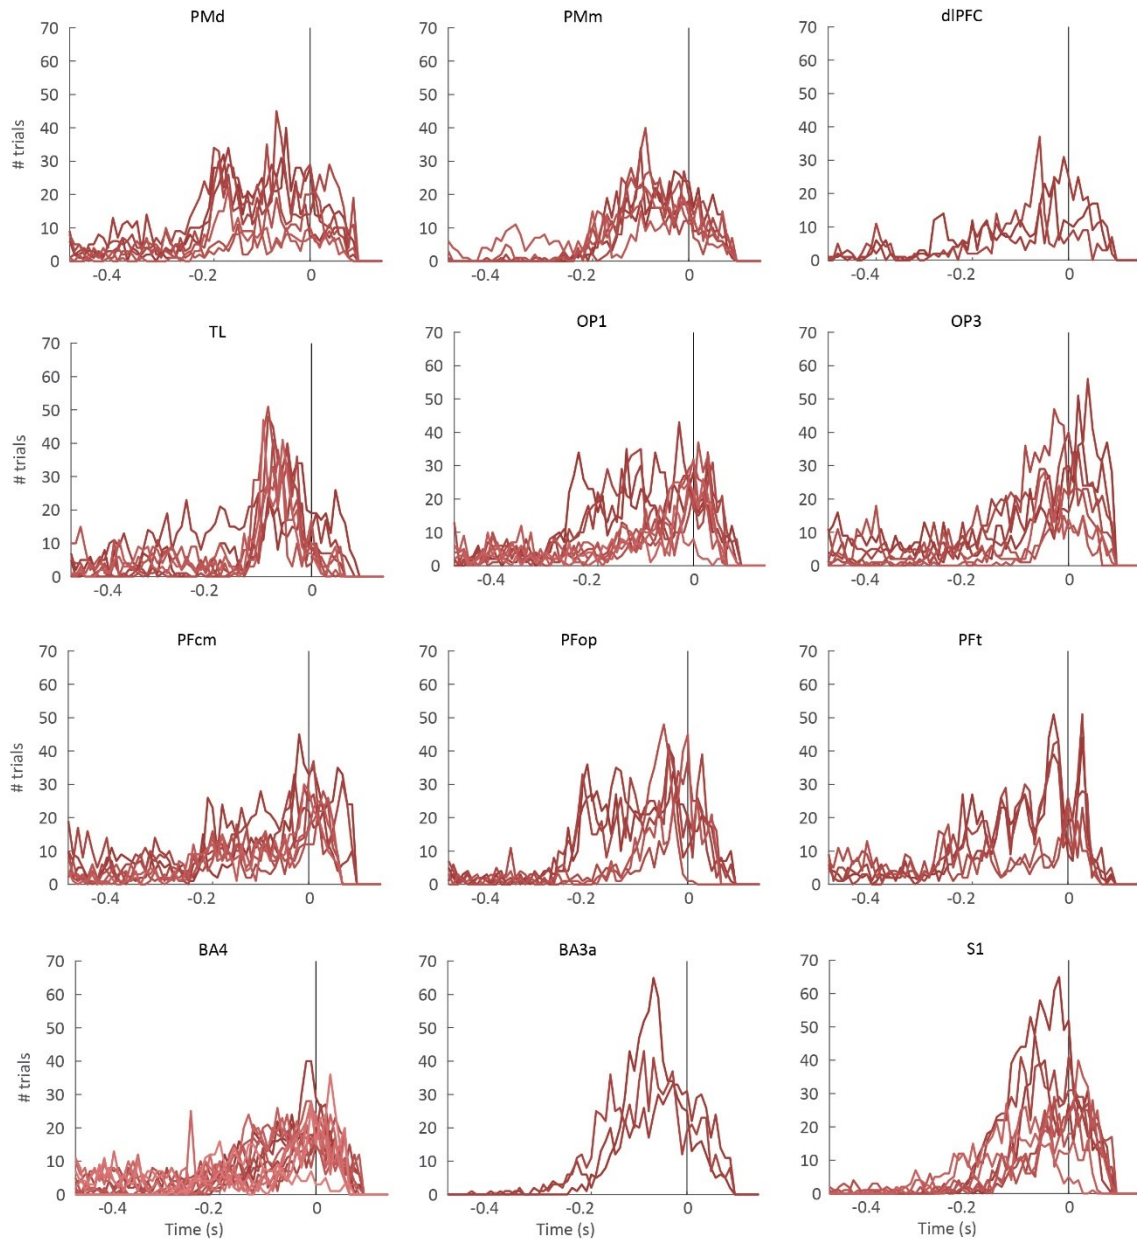 PMd PMm dlPFC
70 70 70
60 60 60
50 50 50
40 40 40
# trials
30 30 30
20 20 20
10 10 10
0 0 0
-0.4 -0.2 0 -0.4 -0.2 0 -0.4 -0.2 0
TL OP1 OP3
70 70 70
60 60 60
50 50 50
40 40 40
# trials
30 30 30
20 20 20
10 10 10
0 0 0
-0.4 -0.2 0 -0.4 -0.2 0 -0.4 -0.2 0
PFcm PFop PFt
70 70 70
60 60 60
50 50 50
40 40 40
# trials
30 30 30
20 20 20
10 10 10
0 0 0
-0.4 -0.2 0 -0.4 -0.2 0 -0.4 -0.2 0
BA4 BA3a S1
70 70 70
60 60 60
50 50 50
40 40 40
# trials
30 30 30
20 20 20
10 10 10
0 0 0
-0.4 -0.2 0 -0.4 -0.2 0 -0.4 -0.2 0
Time (s) Time (s) Time (s)